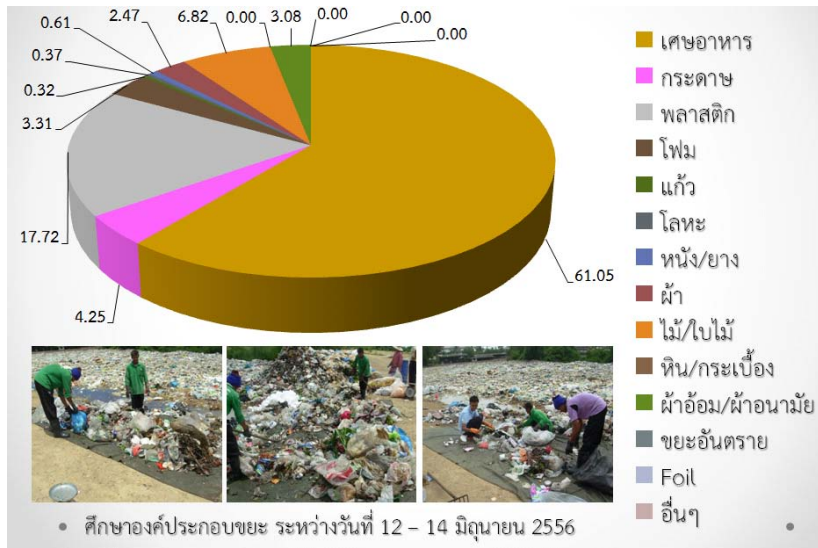 0.61
2.47
6.82
0.00
3.08
0.00
0.00
0.00
0.37
0.32
3.31
17.72
4.25
61.05
เศษอาหาร
กระดาษ
พลาสติก
โฟม
แก้ว
โลหะ
หนัง/ยาง
ผ้า
ไม้/ใบไม้
หิน/กระเบื้อง
ผ้าอ้อม/ผ้าอนามัย
ขยะอันตราย
Foil
อื่นๆ
• ศึกษาองค์ประกอบขยะ ระหว่างวันที่ 12 – 14 มิถุนายน 2556 •